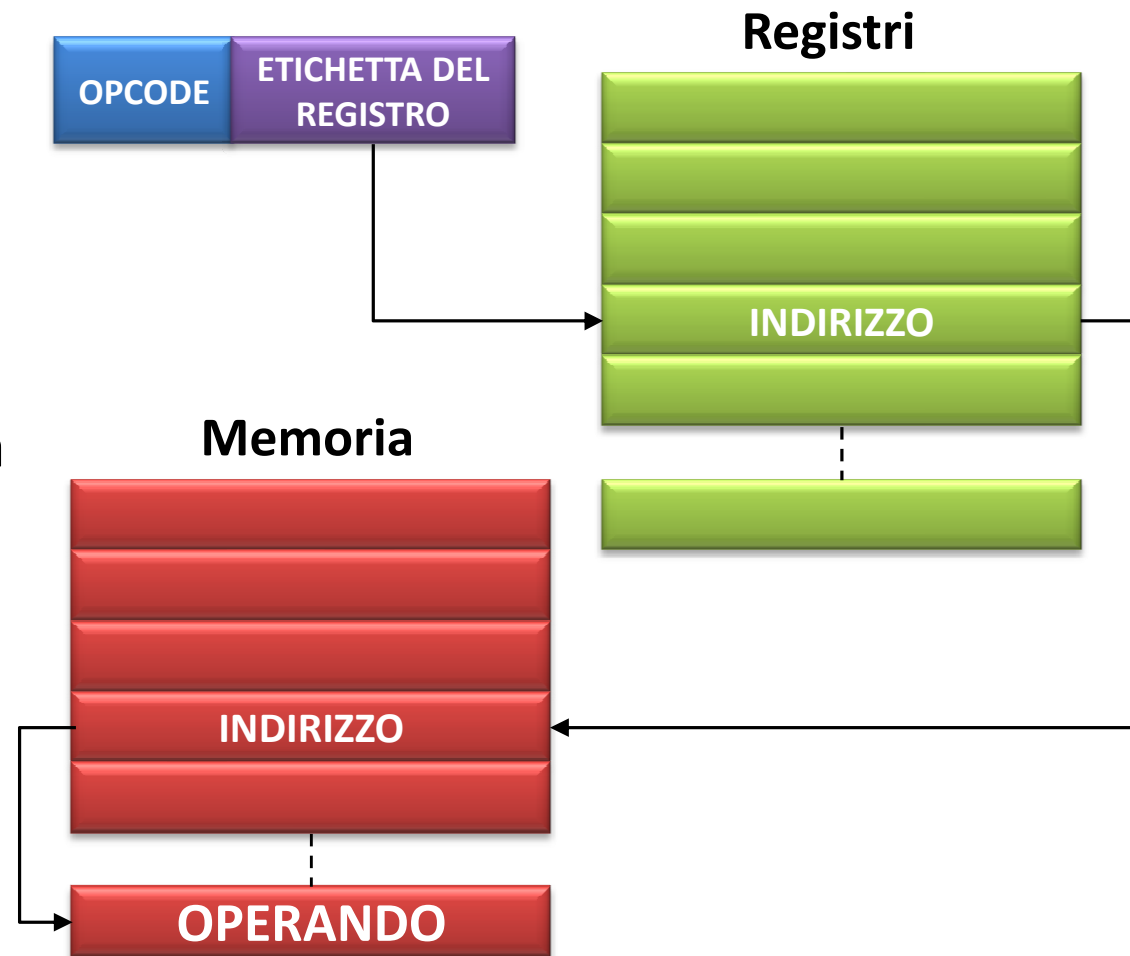 Registri
OPCODE
ETICHETTA DEL
REGISTRO
INDIRIZZO
Memoria
INDIRIZZO
OPERANDO